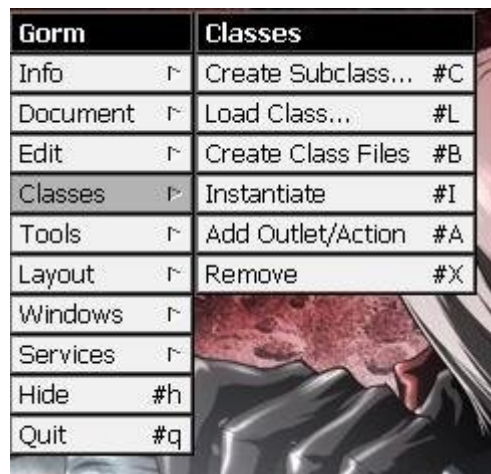 Gorm
Info
Document
Edit
Classes
Tools
Layout
Windows
Services
Hide #h
Quit #q
Classes
Create Subclass... #C
Load Class... #L
Create Class Files #B
Instantiate #I
Add Outlet/Action #A
Remove #X